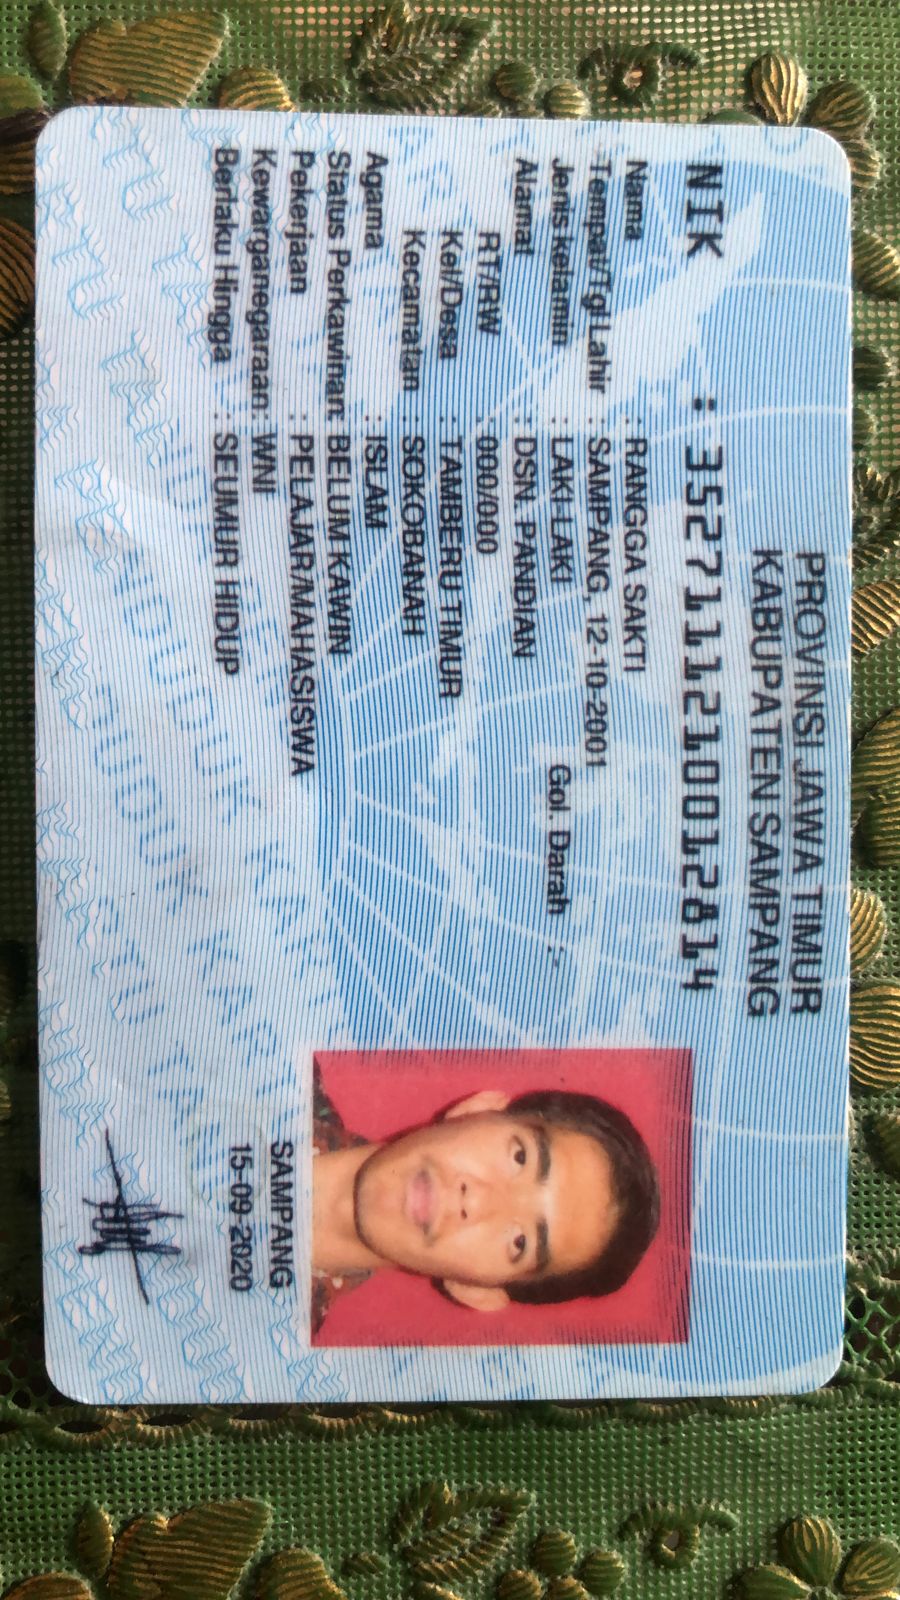 PROVINSI JAWA TIMUR
KABUPATEN SAMPANG
NIK : 3527111210012814
Nama : RANGGA SAKTI
Tempat/Tgl Lahir : SAMPANG, 12-10-2001
Jenis kelamin : LAKI-LAKI Gol. Darah : -
Alamat : DSN. PANDIAN
RT/RW : 000/000
Kel/Desa : TAMBERU TIMUR
Kecamatan : SOKOBANAH
Agama : ISLAM
Status Perkawinan: BELUM KAWIN
Pekerjaan : PELAJAR/MAHASISWA
Kewarganegaraan: WNI
Berlaku Hingga : SEUMUR HIDUP
SAMPANG
15-09-2020